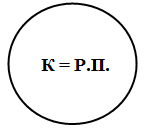 К = Р.П.